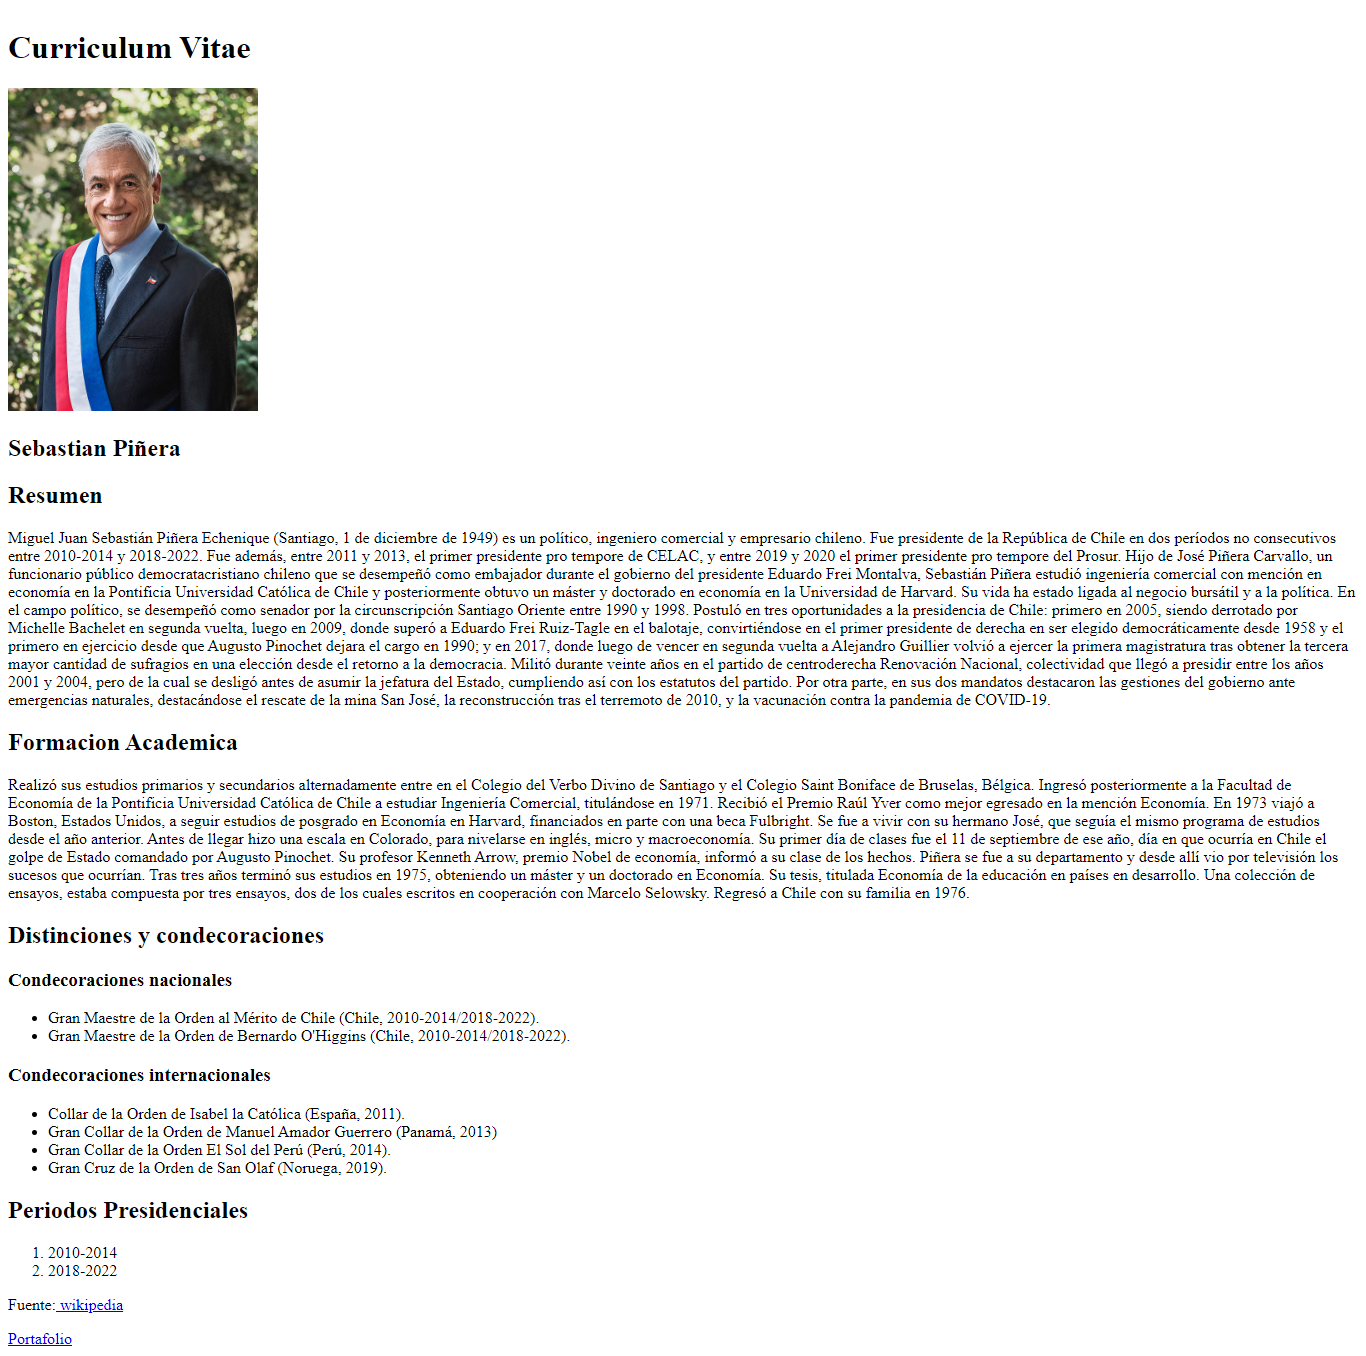 Curriculum Vitae
Sebastian Piñera
Resumen
Miguel Juan Sebastián Piñera Echenique (Santiago, 1 de diciembre de 1949) es un político, ingeniero comercial y empresario chileno. Fue presidente de la República de Chile en dos períodos no consecutivos
entre 2010-2014 y 2018-2022. Fue además, entre 2011 y 2013, el primer presidente pro tempore de CELAC, y entre 2019 y 2020 el primer presidente pro tempore del Prosur. Hijo de José Piñera Carvallo, un
funcionario público democratacristiano chileno que se desempeñó como embajador durante el gobierno del presidente Eduardo Frei Montalva, Sebastián Piñera estudió ingeniería comercial con mención en
economía en la Pontificia Universidad Católica de Chile y posteriormente obtuvo un máster y doctorado en economía en la Universidad de Harvard. Su vida ha estado ligada al negocio bursátil y a la política. En
el campo político, se desempeñó como senador por la circunscripción Santiago Oriente entre 1990 y 1998. Postuló en tres oportunidades a la presidencia de Chile: primero en 2005, siendo derrotado por
Michelle Bachelet en segunda vuelta, luego en 2009, donde superó a Eduardo Frei Ruiz-Tagle en el balotaje, convirtiéndose en el primer presidente de derecha en ser elegido democráticamente desde 1958 y el
primero en ejercicio desde que Augusto Pinochet dejara el cargo en 1990; y en 2017, donde luego de vencer en segunda vuelta a Alejandro Guillier volvió a ejercer la primera magistratura tras obtener la tercera
mayor cantidad de sufragios en una elección desde el retorno a la democracia. Militó durante veinte años en el partido de centroderecha Renovación Nacional, colectividad que llegó a presidir entre los años
2001 y 2004, pero de la cual se desligó antes de asumir la jefatura del Estado, cumpliendo así con los estatutos del partido. Por otra parte, en sus dos mandatos destacaron las gestiones del gobierno ante
emergencias naturales, destacándose el rescate de la mina San José, la reconstrucción tras el terremoto de 2010, y la vacunación contra la pandemia de COVID-19.
Formacion Academica
Realizó sus estudios primarios y secundarios alternadamente entre en el Colegio del Verbo Divino de Santiago y el Colegio Saint Boniface de Bruselas, Bélgica. Ingresó posteriormente a la Facultad de
Economía de la Pontificia Universidad Católica de Chile a estudiar Ingeniería Comercial, titulándose en 1971. Recibió el Premio Raúl Yver como mejor egresado en la mención Economía. En 1973 viajó a
Boston, Estados Unidos, a seguir estudios de posgrado en Economía en Harvard, financiados en parte con una beca Fulbright. Se fue a vivir con su hermano José, que seguía el mismo programa de estudios
desde el año anterior. Antes de llegar hizo una escala en Colorado, para nivelarse en inglés, micro y macroeconomía. Su primer día de clases fue el 11 de septiembre de ese año, día en que ocurría en Chile el
golpe de Estado comandado por Augusto Pinochet. Su profesor Kenneth Arrow, premio Nobel de economía, informó a su clase de los hechos. Piñera se fue a su departamento y desde allí vio por televisión los
sucesos que ocurrían. Tras tres años terminó sus estudios en 1975, obteniendo un máster y un doctorado en Economía. Su tesis, titulada Economía de la educación en países en desarrollo. Una colección de
ensayos, estaba compuesta por tres ensayos, dos de los cuales escritos en cooperación con Marcelo Selowsky. Regresó a Chile con su familia en 1976.
Distinciones y condecoraciones
Condecoraciones nacionales
• Gran Maestre de la Orden al Mérito de Chile (Chile, 2010-2014/2018-2022).
• Gran Maestre de la Orden de Bernardo O'Higgins (Chile, 2010-2014/2018-2022).
Condecoraciones internacionales
• Collar de la Orden de Isabel la Católica (España, 2011).
• Gran Collar de la Orden de Manuel Amador Guerrero (Panamá, 2013)
• Gran Collar de la Orden El Sol del Perú (Perú, 2014).
• Gran Cruz de la Orden de San Olaf (Noruega, 2019).
Periodos Presidenciales
1. 2010-2014
2. 2018-2022
Fuente: wikipedia
Portafolio